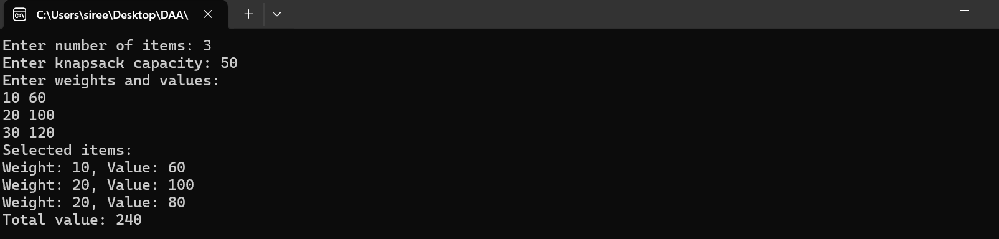 C:\Users\siree\Desktop\DAA\
Enter number of items: 3
Enter knapsack capacity: 50
Enter weights and values:
10 60
20 100
30 120
Selected items:
Weight: 10, Value: 60
Weight: 20, Value: 100
Weight: 20, Value: 80
Total value: 240